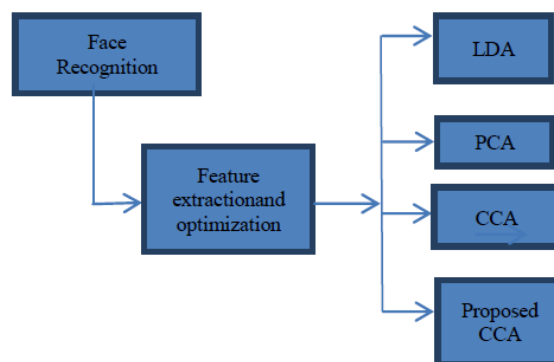 Face
Recognition
Feature
extractionand
optimization
LDA
PCA
CCA
Proposed
CCA